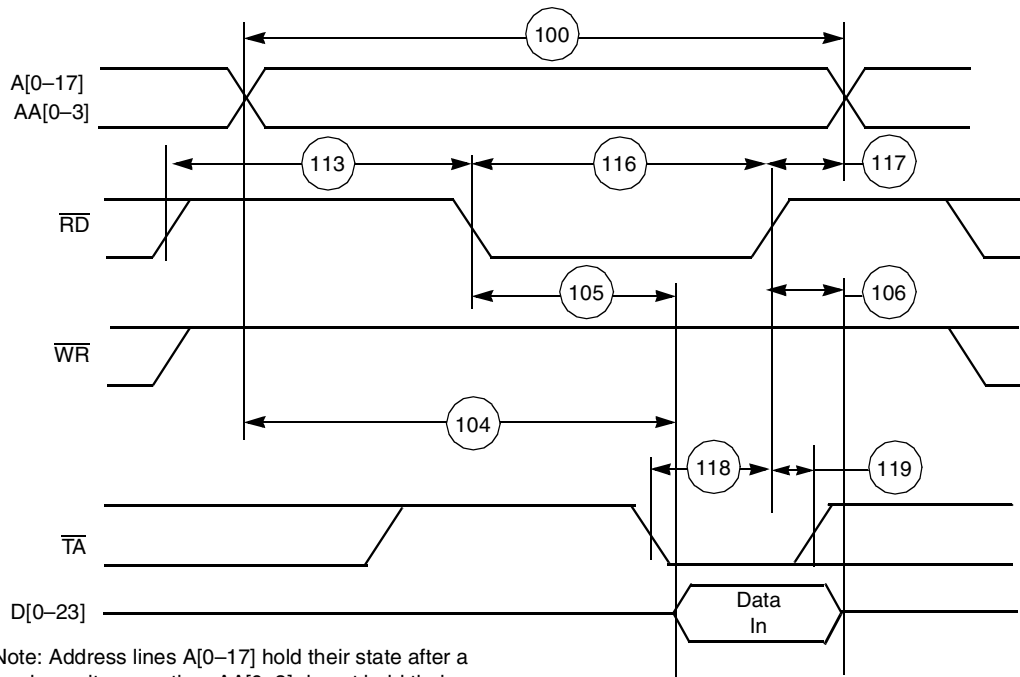 100
A[0–17]
AA[0–3]
113
116
117
RD
105
106
WR
104
118
119
TA
D[0–23]
Data
In
Note: Address lines A[0–17] hold their state after a